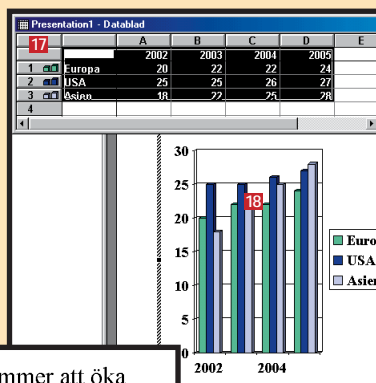 Presentation1 - Datablad
17
A B C D E
2002 2003 2004 2005
1 Europa 20 22 22 24
2 USA 25 25 26 27
3 Asien 18 22 25 28
4
30
25
20
15
10
5
0
18
2002 2004
Euro
USA
Asien
mmer att öka